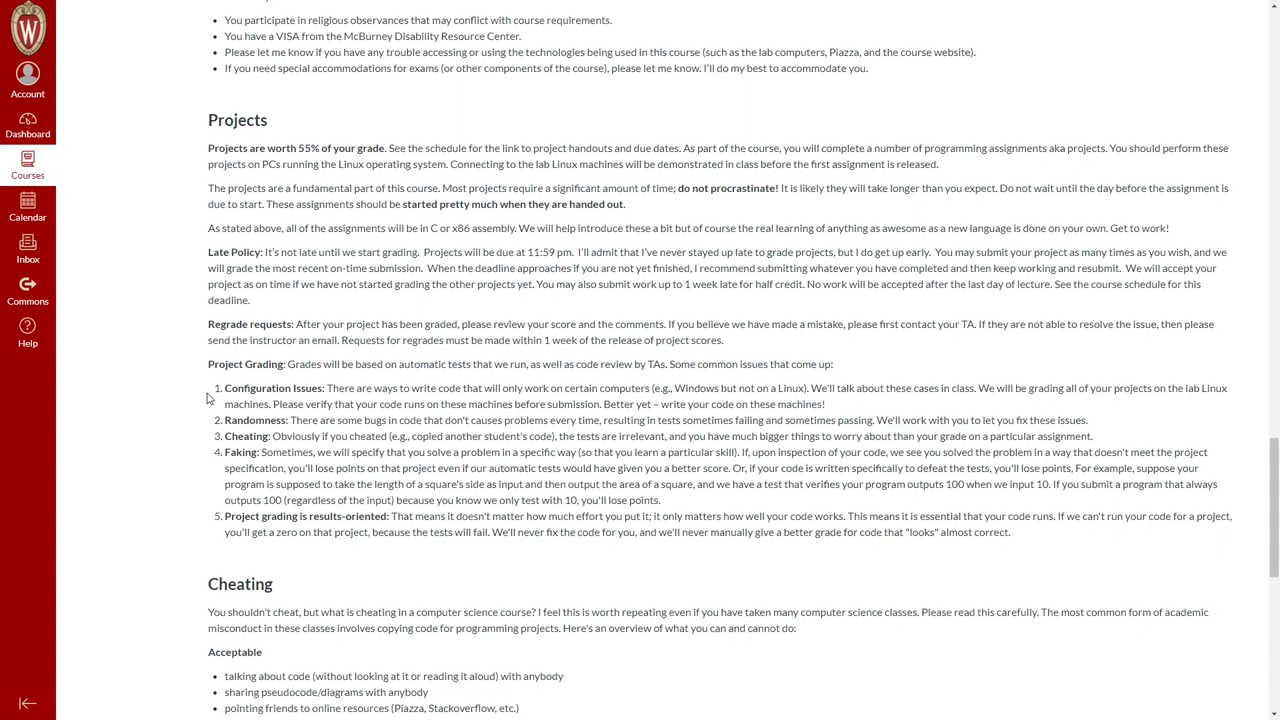 W
Account
Dashboard
Courses
Calendar
Inbox
Commons
Help
You participate in religious observances that may conflict with course requirements.
You have a VISA from the McBurney Disability Resource Center.
Please let me know if you have any trouble accessing or using the technologies being used in this course (such as the lab computers, Piazza, and the course website).
If you need special accommodations for exams (or other components of the course), please let me know. I'll do my best to accommodate you.
Projects
Projects are worth 55% of your grade. See the schedule for the link to project handouts and due dates. As part of the course, you will complete a number of programming assignments aka projects. You should perform these
projects on PCs running the Linux operating system. Connecting to the lab Linux machines will be demonstrated in class before the first assignment is released.
The projects are a fundamental part of this course. Most projects require a significant amount of time; do not procrastinate! It is likely they will take longer than you expect. Do not wait until the day before the assignment is
due to start. These assignments should be started pretty much when they are handed out.
As stated above, all of the assignments will be in C or x86 assembly. We will help introduce these a bit but of course the real learning of anything as awesome as a new language is done on your own. Get to work!
Late Policy: It's not late until we start grading. Projects will be due at 11:59 pm. I'll admit that I've never stayed up late to grade projects, but I do get up early. You may submit your project as many times as you wish, and we
will grade the most recent on-time submission. When the deadline approaches if you are not yet finished, I recommend submitting whatever you have completed and then keep working and resubmit. We will accept your
project as on time if we have not started grading the other projects yet. You may also submit work up to 1 week late for half credit. No work will be accepted after the last day of lecture. See the course schedule for this
deadline.
Regrade requests: After your project has been graded, please review your score and the comments. If you believe we have made a mistake, please first contact your TA. If they are not able to resolve the issue, then please
send the instructor an email. Requests for regrades must be made within 1 week of the release of project scores.
Project Grading: Grades will be based on automatic tests that we run, as well as code review by TAs. Some common issues that come up:
1. Configuration Issues: There are ways to write code that will only work on certain computers (e.g., Windows but not on a Linux). We'll talk about these cases in class. We will be grading all of your projects on the lab Linux
machines. Please verify that your code runs on these machines before submission. Better yet – write your code on these machines!
2. Randomness: There are some bugs in code that don't causes problems every time, resulting in tests sometimes failing and sometimes passing. We'll work with you to let you fix these issues.
3. Cheating: Obviously if you cheated (e.g., copied another student's code), the tests are irrelevant, and you have much bigger things to worry about than your grade on a particular assignment.
4. Faking: Sometimes, we will specify that you solve a problem in a specific way (so that you learn a particular skill). If, upon inspection of your code, we see you solved the problem in a way that doesn't meet the project
specification, you'll lose points on that project even if our automatic tests would have given you a better score. Or, if your code is written specifically to defeat the tests, you'll lose points, For example, suppose your
program is supposed to take the length of a square's side as input and then output the area of a square, and we have a test that verifies your program outputs 100 when we input 10. If you submit a program that always
outputs 100 (regardless of the input) because you know we only test with 10, you'll lose points.
5. Project grading is results-oriented: That means it doesn't matter how much effort you put it; it only matters how well your code works. This means it is essential that your code runs. If we can't run your code for a project,
you'll get a zero on that project, because the tests will fail. We'll never fix the code for you, and we'll never manually give a better grade for code that "looks" almost correct.
Cheating
You shouldn't cheat, but what is cheating in a computer science course? I feel this is worth repeating even if you have taken many computer science classes. Please read this carefully. The most common form of academic
misconduct in these classes involves copying code for programming projects. Here's an overview of what you can and cannot do:
Acceptable
talking about code (without looking at it or reading it aloud) with anybody
sharing pseudocode/diagrams with anybody
pointing friends to online resources (Piazza, Stackoverflow, etc.)